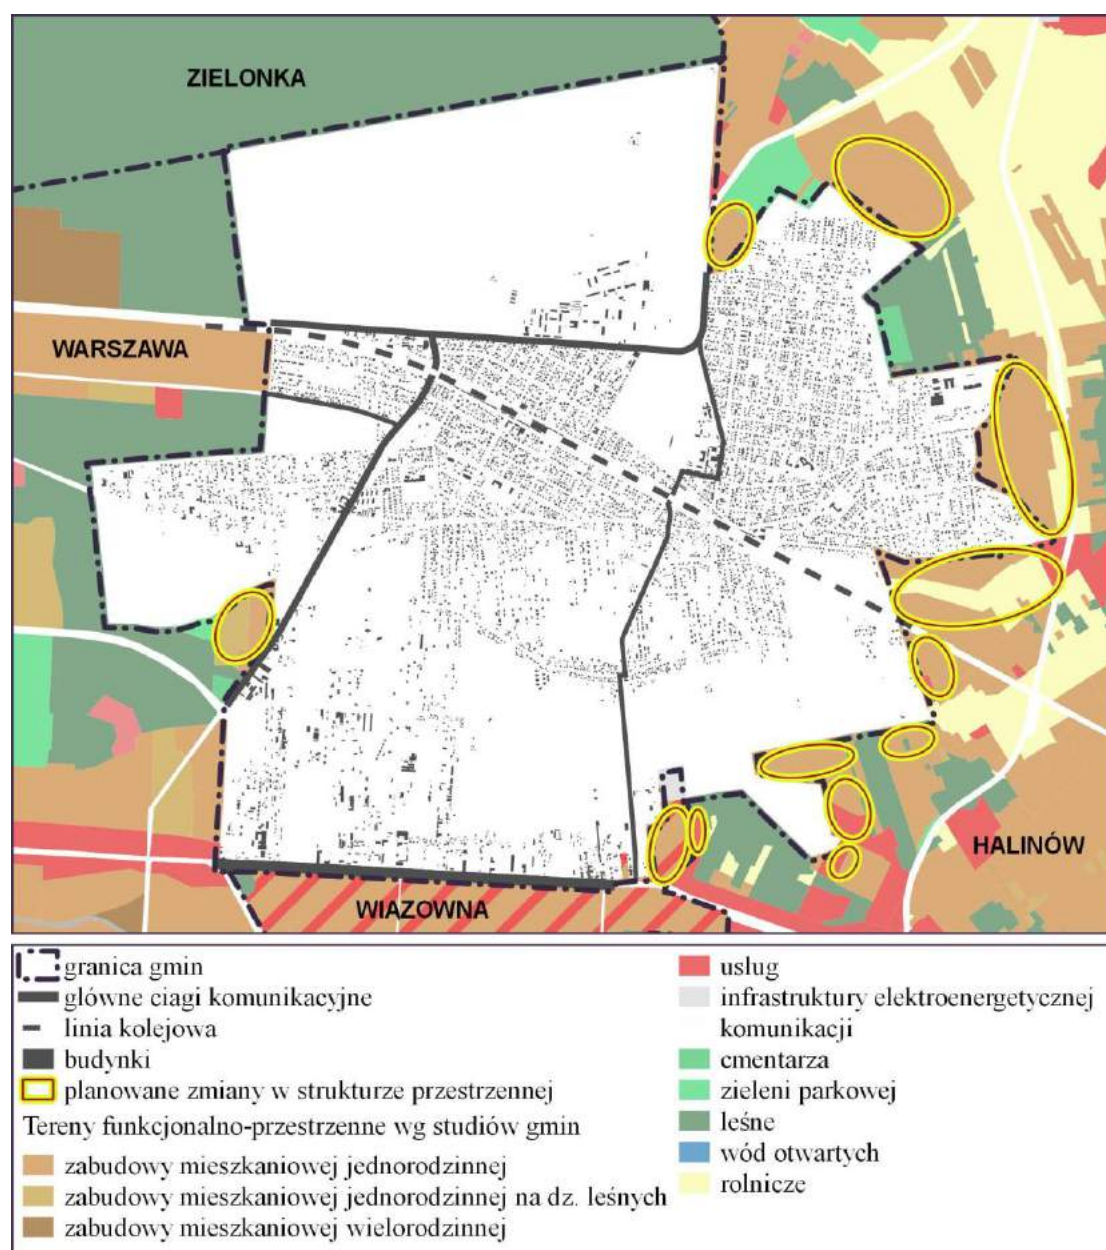 ZIELONKA
WARSZAWA
HALINÓW
WIĄZOWNA
granica gmin
główne ciagi komunikacyjne
linia kolejowa
budynki
planowane zmiany w strukturze przestrzennej
Tereny funkcjonalno-przestrzenne wg studiów gmin
zabudowy mieszkaniowej jednorodzinnej
zabudowy mieszkaniowej jednorodzinnej na dz. leśnych
zabudowy mieszkaniowej wielorodzinnej
usług
infrastruktury elektroenergetycznej
komunikacji
cmentarza
zieleni parkowej
leśne
wód otwartych
rolnicze